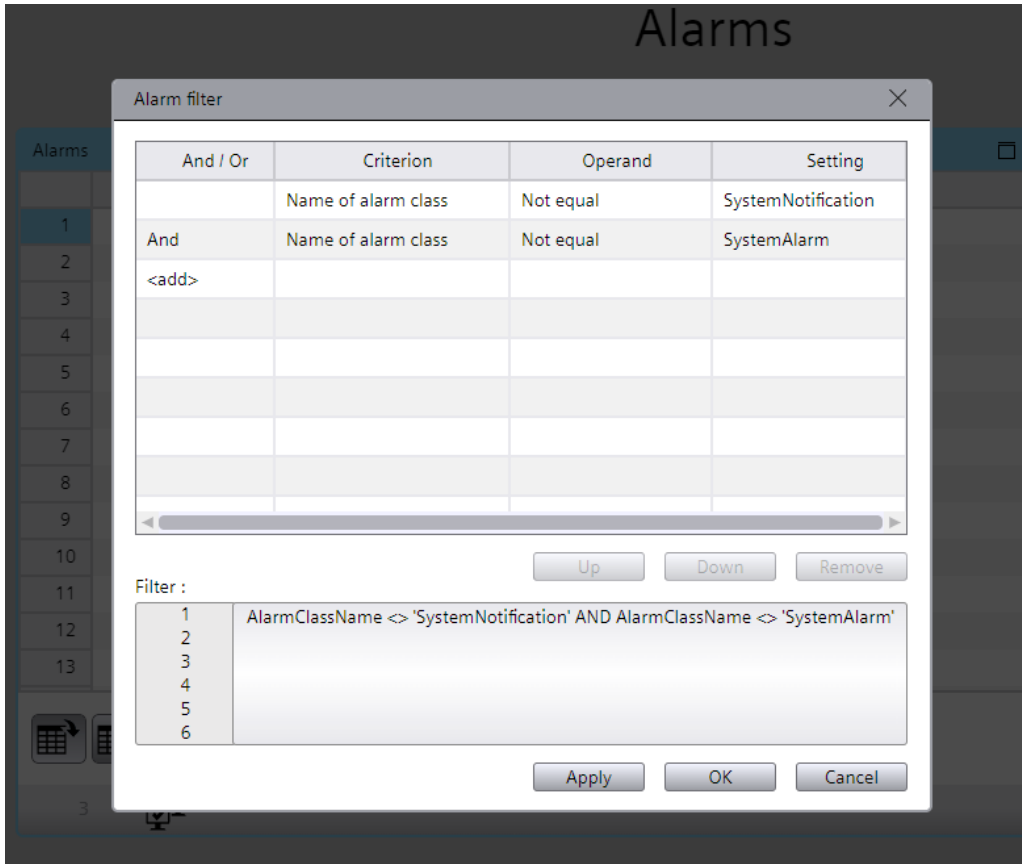 Alarms
Alarm filter
Alarms
And / Or Criterion Operand Setting
Name of alarm class Not equal SystemNotification
1
And Name of alarm class Not equal SystemAlarm
2
<add>
3
4
5
6
7
8
9
10
Up Down Remove
11
Filter :
1 AlarmClassName <> 'SystemNotification' AND AlarmClassName <> 'SystemAlarm'
12
2
3
13
4
5
6
Apply OK Cancel
3